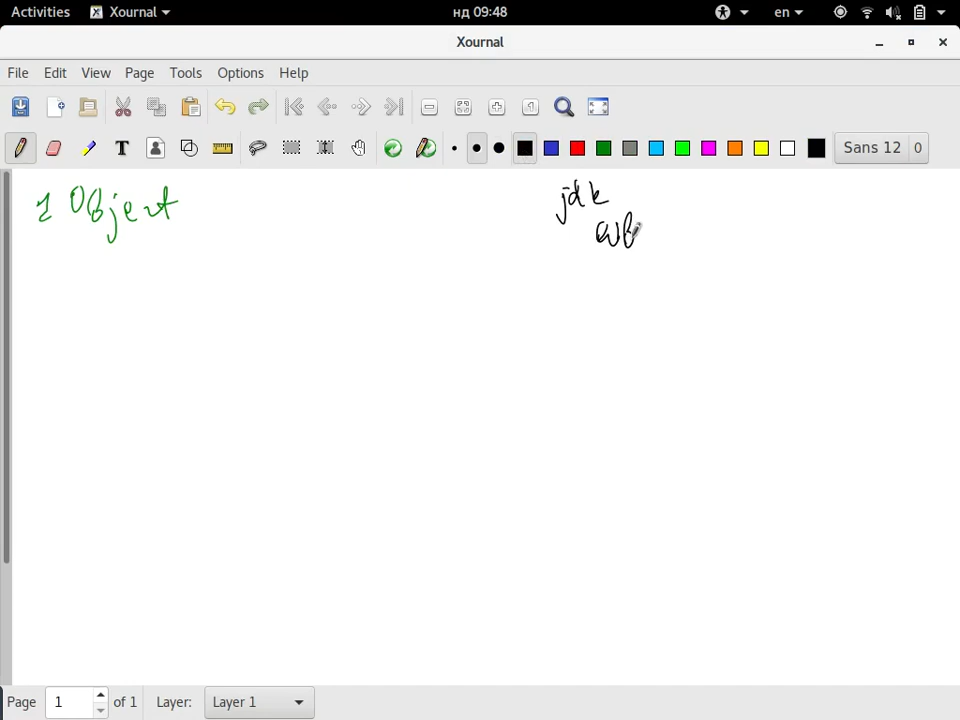 Activities Xournal нд 09:48 en
Xournal
File Edit View Page Tools Options Help
Sans 12 0
1 Object
jdk
Page 1 of 1 Layer: Layer 1